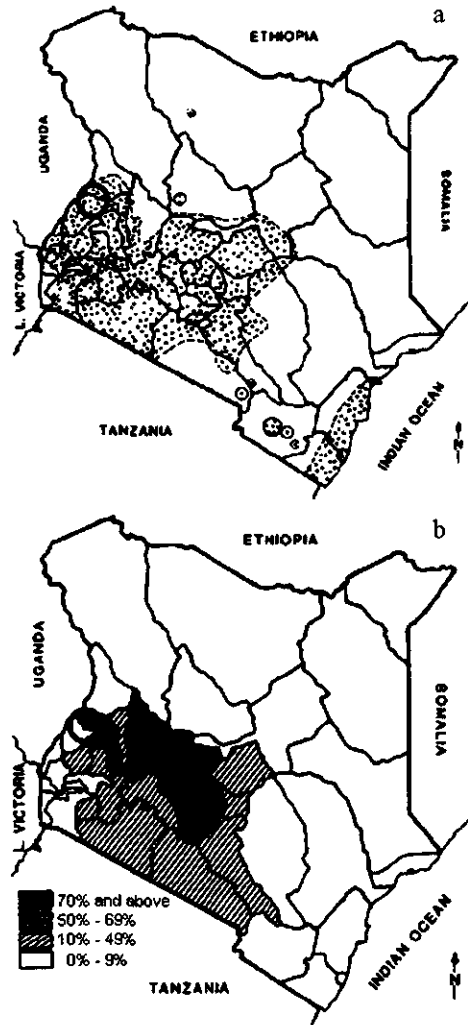 a
ETHIOPIA
UGANDA
SOMALIA
L. VICTORIA
TANZANIA
INDIAN OCEAN
N
b
ETHIOPIA
UGANDA
SOMALIA
L. VICTORIA
70% and above
50% - 69%
10% - 49%
0% - 9%
TANZANIA
INDIAN OCEAN
N